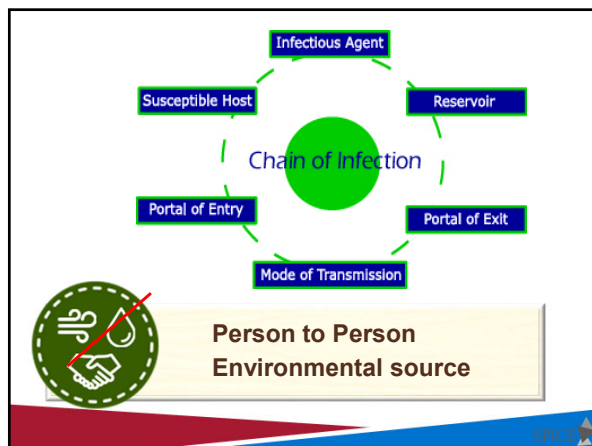 Infectious Agent
Susceptible Host
Reservoir
Chain of Infection
Portal of Entry
Portal of Exit
Mode of Transmission
Person to Person
Environmental source
SPICE